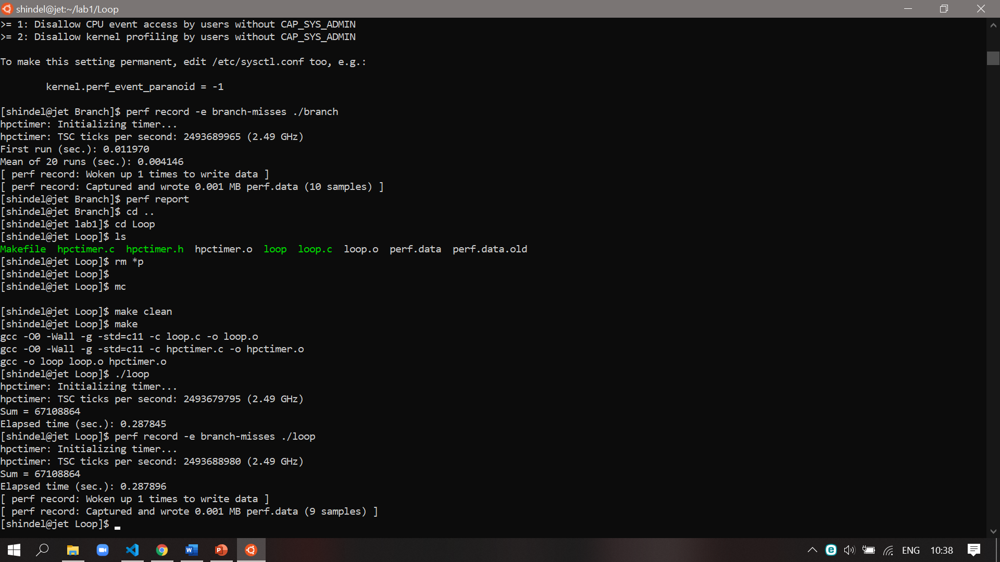 shindel@jet:~/lab1/Loop
>= 1: Disallow CPU event access by users without CAP_SYS_ADMIN
>= 2: Disallow kernel profiling by users without CAP_SYS_ADMIN
To make this setting permanent, edit /etc/sysctl.conf too, e.g.:
kernel.perf_event_paranoid = -1
[shindel@jet Branch]$ perf record -e branch-misses ./branch
hpctimer: Initializing timer...
hpctimer: TSC ticks per second: 2493689965 (2.49 GHz)
First run (sec.): 0.011970
Mean of 20 runs (sec.): 0.004146
[ perf record: Woken up 1 times to write data ]
[ perf record: Captured and wrote 0.001 MB perf.data (10 samples) ]
[shindel@jet Branch]$ perf report
[shindel@jet Branch]$ cd ..
[shindel@jet lab1]$ cd Loop
[shindel@jet Loop]$ ls
Makefile  hpctimer.c  hpctimer.h  hpctimer.o  loop  loop.c  loop.o  perf.data  perf.data.old
[shindel@jet Loop]$ rm *p
[shindel@jet Loop]$
[shindel@jet Loop]$ mc
[shindel@jet Loop]$ make clean
[shindel@jet Loop]$ make
gcc -O0 -Wall -g -std=c11 -c loop.c -o loop.o
gcc -O0 -Wall -g -std=c11 -c hpctimer.c -o hpctimer.o
gcc -o loop loop.o hpctimer.o
[shindel@jet Loop]$ ./loop
hpctimer: Initializing timer...
hpctimer: TSC ticks per second: 2493679795 (2.49 GHz)
Sum = 67108864
Elapsed time (sec.): 0.287845
[shindel@jet Loop]$ perf record -e branch-misses ./loop
hpctimer: Initializing timer...
hpctimer: TSC ticks per second: 2493688980 (2.49 GHz)
Sum = 67108864
Elapsed time (sec.): 0.287896
[ perf record: Woken up 1 times to write data ]
[ perf record: Captured and wrote 0.001 MB perf.data (9 samples) ]
[shindel@jet Loop]$
ENG 10:38